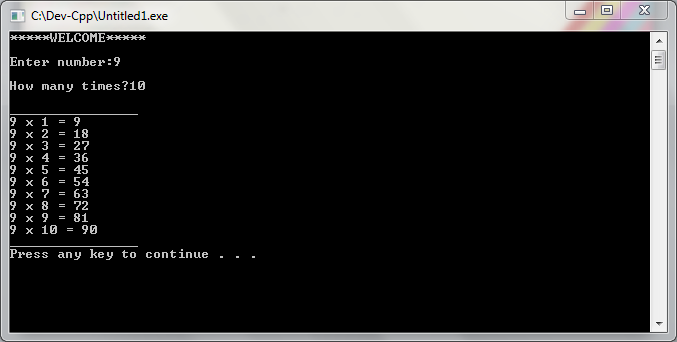 C:\Dev-Cpp\Untitled1.exe
*****WELCOME*****
Enter number:9
How many times?10
________________
9 x 1 = 9
9 x 2 = 18
9 x 3 = 27
9 x 4 = 36
9 x 5 = 45
9 x 6 = 54
9 x 7 = 63
9 x 8 = 72
9 x 9 = 81
9 x 10 = 90
________________
Press any key to continue . . .